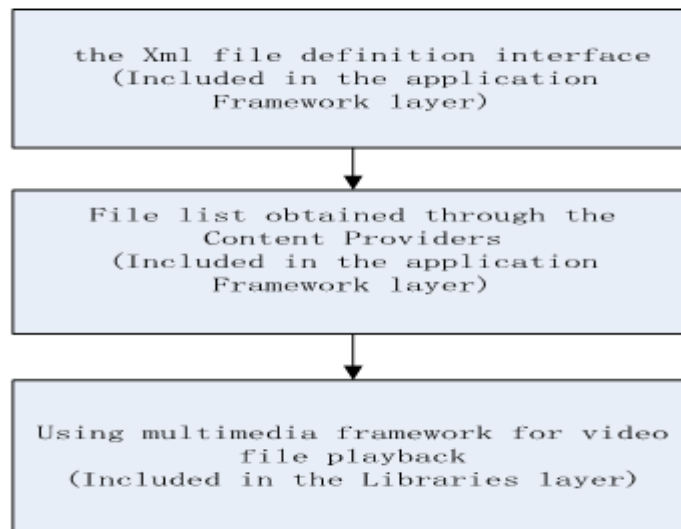 the Xml file definition interface
(Included in the application
Framework layer)
File list obtained through the
Content Providers
(Included in the application
Framework layer)
Using multimedia framework for video
file playback
(Included in the Libraries layer)